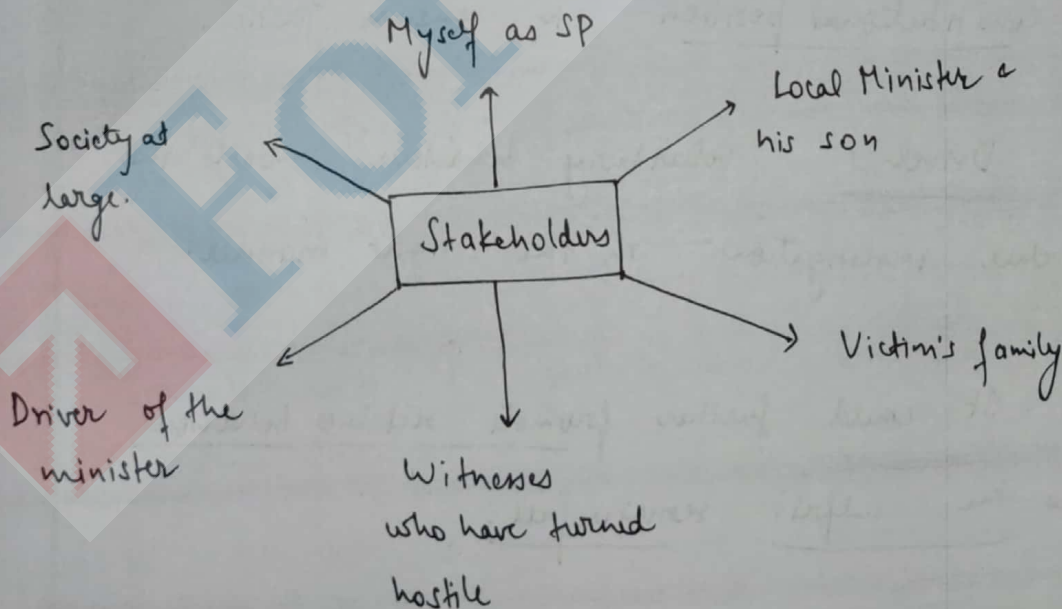 Myself as SP
Local Minister &
his son
Society at
large.
Stakeholders
Victim's family
Driver of the
minister
Witnesses
who have turned
hostile